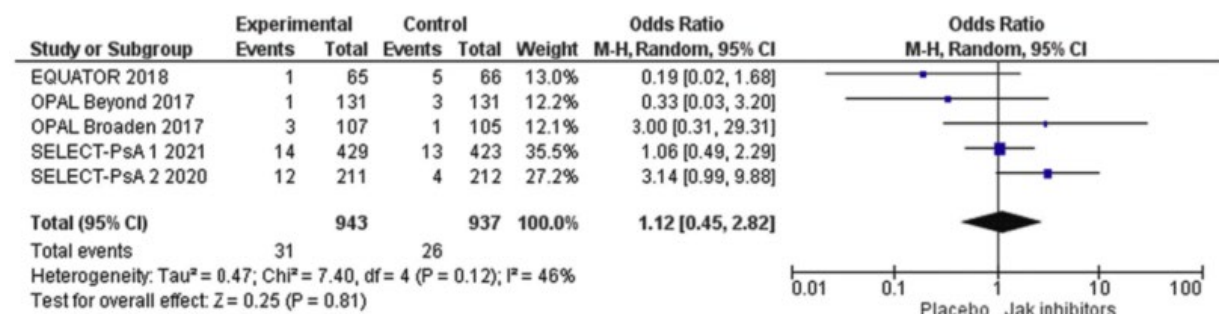 Experimental Control Odds Ratio Odds Ratio
Study or Subgroup Events Total Events Total Weight M-H, Random, 95% CI M-H, Random, 95% CI
EQUATOR 2018 1 65 5 66 13.0% 0.19 [0.02, 1.68]
OPAL Beyond 2017 1 131 3 131 12.2% 0.33 [0.03, 3.20]
OPAL Broaden 2017 3 107 1 105 12.1% 3.00 [0.31, 29.31]
SELECT-PsA 1 2021 14 429 13 423 35.5% 1.06 [0.49, 2.29]
SELECT-PsA 2 2020 12 211 4 212 27.2% 3.14 [0.99, 9.88]
Total (95% CI) 943 937 100.0% 1.12 [0.45, 2.82]
Total events 31 26
Heterogeneity: Tau² = 0.47; Chi² = 7.40, df = 4 (P = 0.12); I² = 46%
Test for overall effect: Z = 0.25 (P = 0.81)
0.01 0.1 1 10 100
Placebo Jak inhibitors